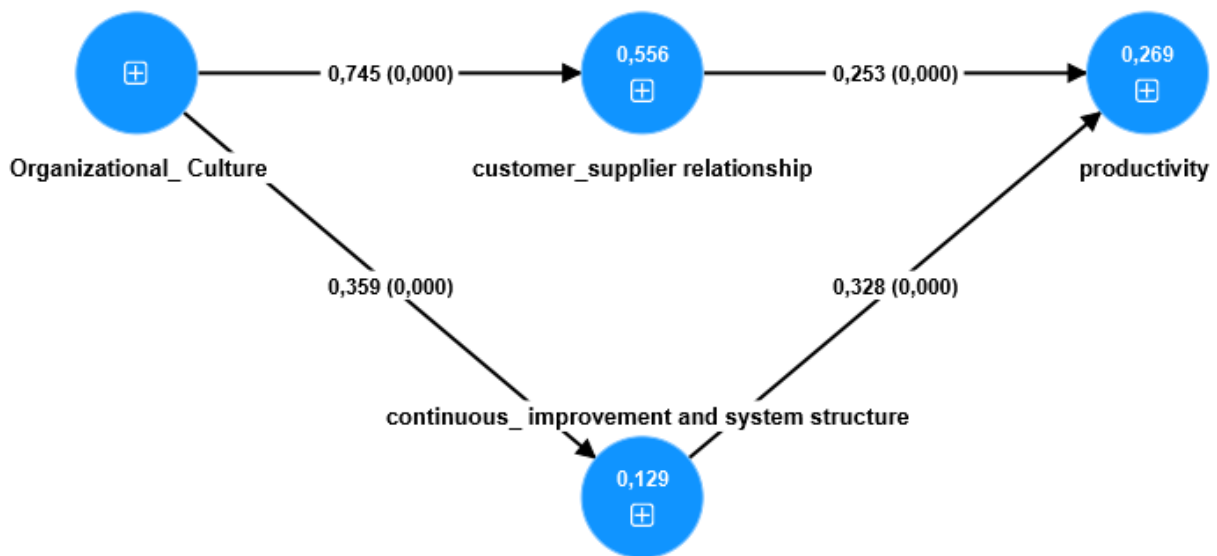 0,556
0,269
0,745 (0,000)
0,253 (0,000)
Organizational_ Culture
customer_supplier relationship
productivity
0,359 (0,000)
0,328 (0,000)
continuous_ improvement and system structure
0,129